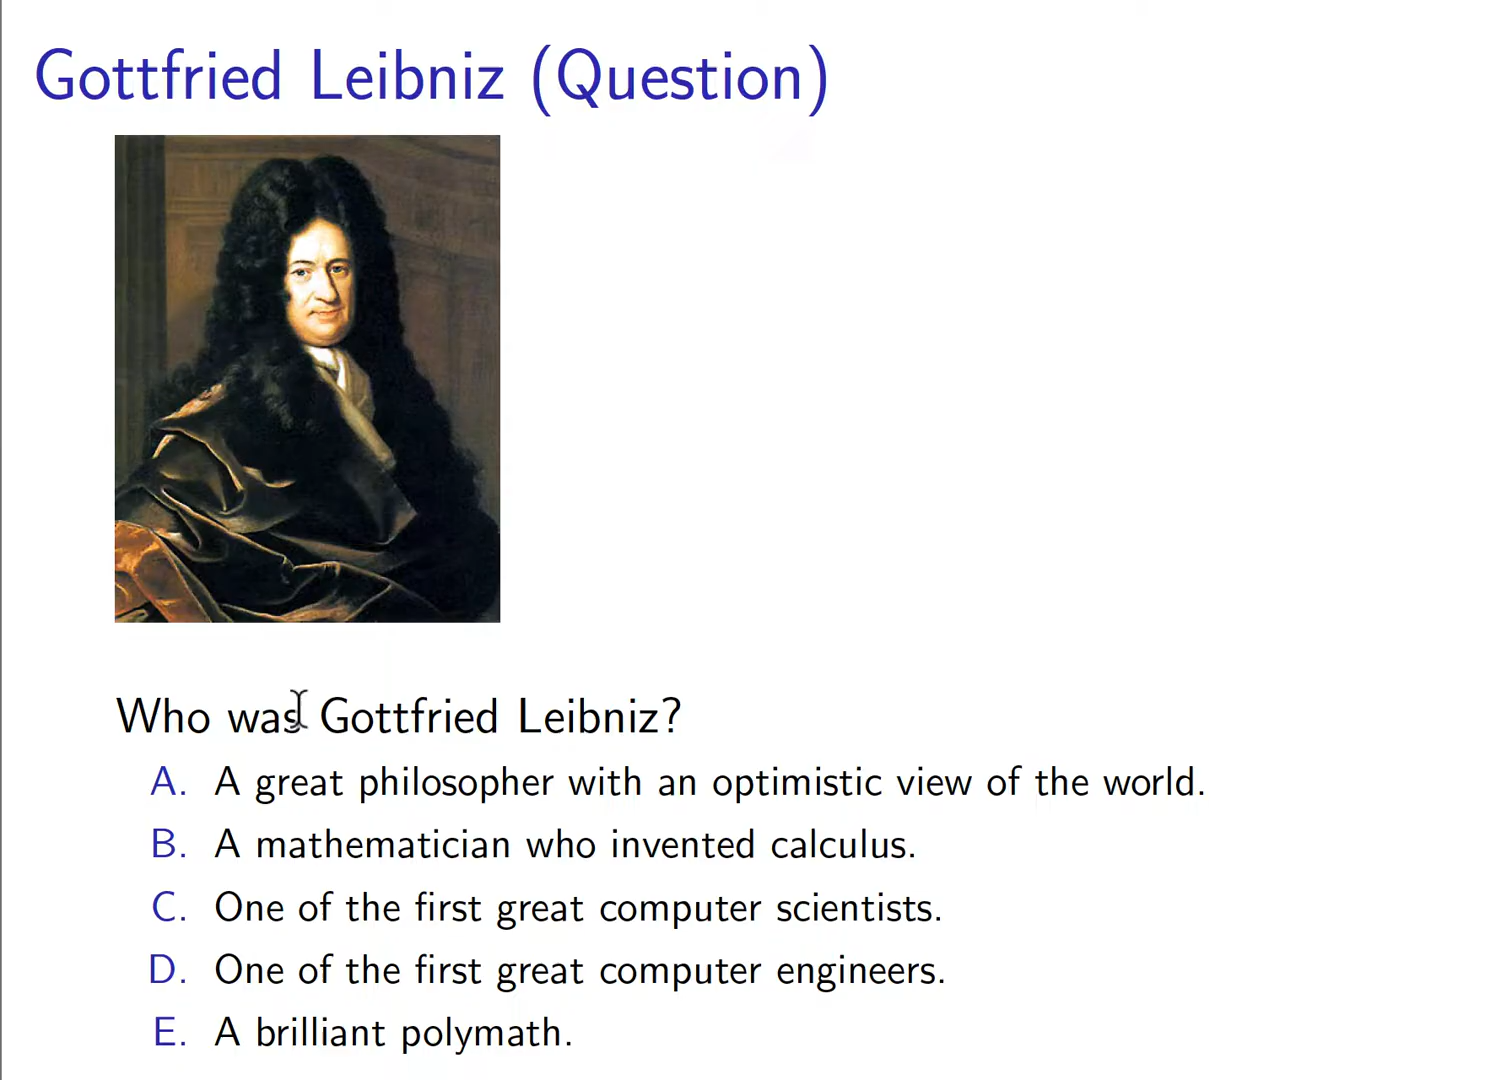 Gottfried Leibniz (Question)
Who was Gottfried Leibniz?
A. A great philosopher with an optimistic view of the world.
B. A mathematician who invented calculus.
C. One of the first great computer scientists.
D. One of the first great computer engineers.
E. A brilliant polymath.